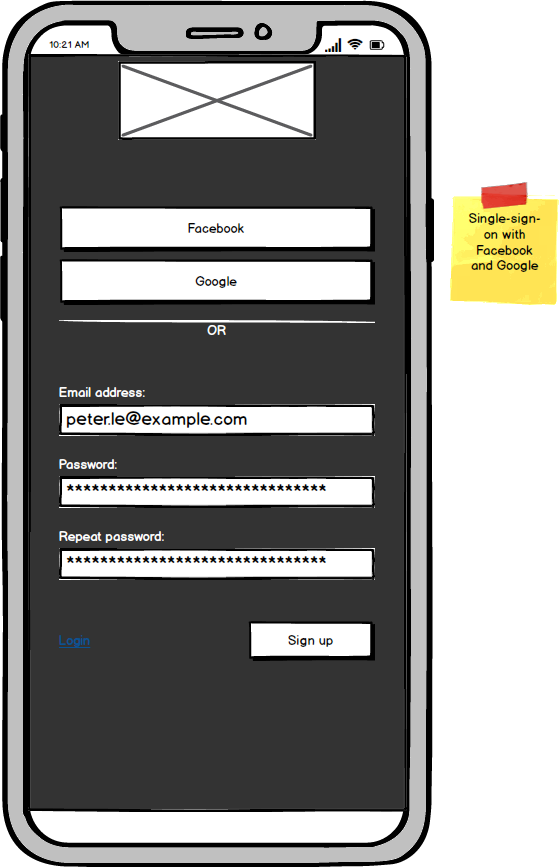 10:21 AM
Facebook
Google
OR
Email address:
peter.le@example.com
Password:
*******************************
Repeat password:
*******************************
Login
Sign up
Single-sign-
on with
Facebook
and Google